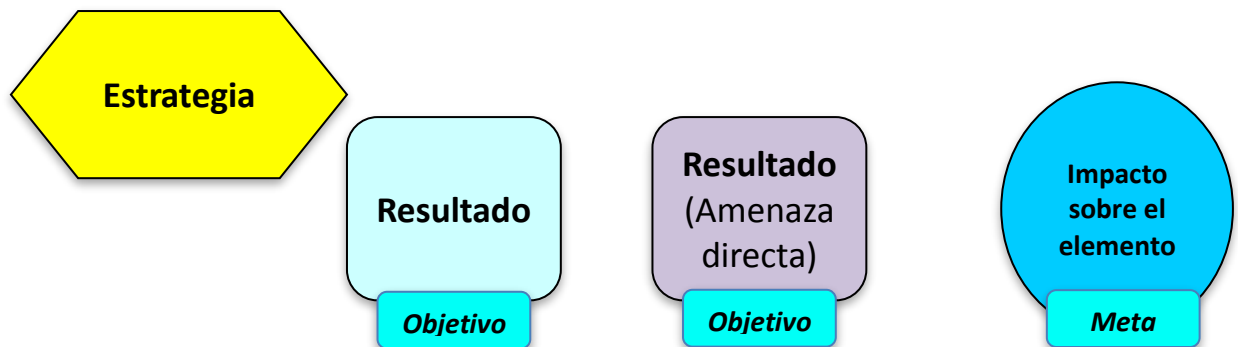 Estrategia
Resultado
Objetivo
Resultado
(Amenaza
directa)
Objetivo
Impacto
sobre el
elemento
Meta